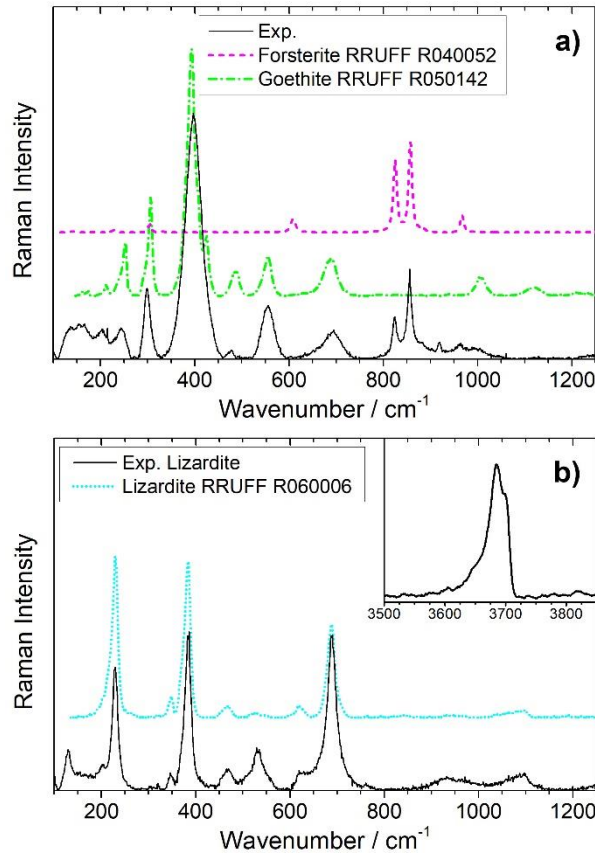 a)
Exp.
Forsterite RRUFF R040052
Goethite RRUFF R050142
Raman Intensity
200 400 600 800 1000 1200
Wavenumber / cm⁻¹
b)
Exp. Lizardite
Lizardite RRUFF R060006
3500 3600 3700 3800
Raman Intensity
200 400 600 800 1000 1200
Wavenumber / cm⁻¹